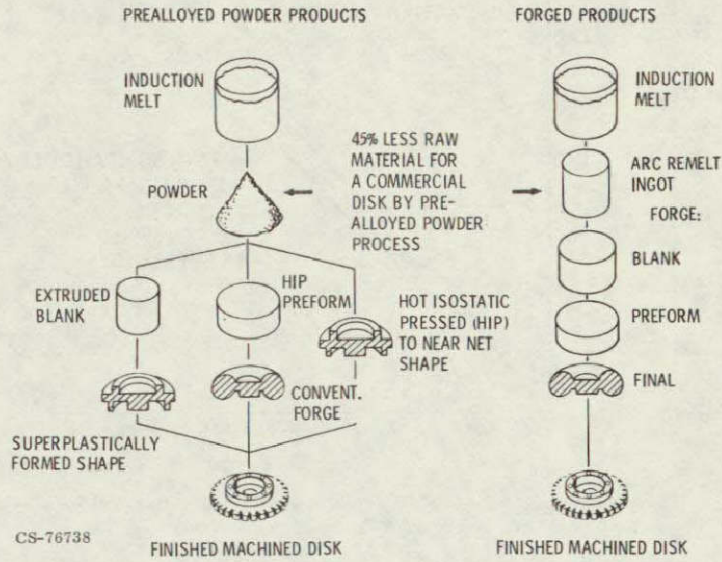 PREALLOYED POWDER PRODUCTS
INDUCTION
MELT
POWDER
45% LESS RAW
MATERIAL FOR
A COMMERCIAL
DISK BY PRE-
ALLOYED POWDER
PROCESS
EXTRUDED
BLANK
HIP
PREFORM
HOT ISOSTATIC
PRESSED (HIP)
TO NEAR NET
SHAPE
CONVENT.
FORGE
SUPERPLASTICALLY
FORMED SHAPE
CS-76738
FINISHED MACHINED DISK
FORGED PRODUCTS
INDUCTION
MELT
ARC REMELT
INGOT
FORGE:
BLANK
PREFORM
FINAL
FINISHED MACHINED DISK